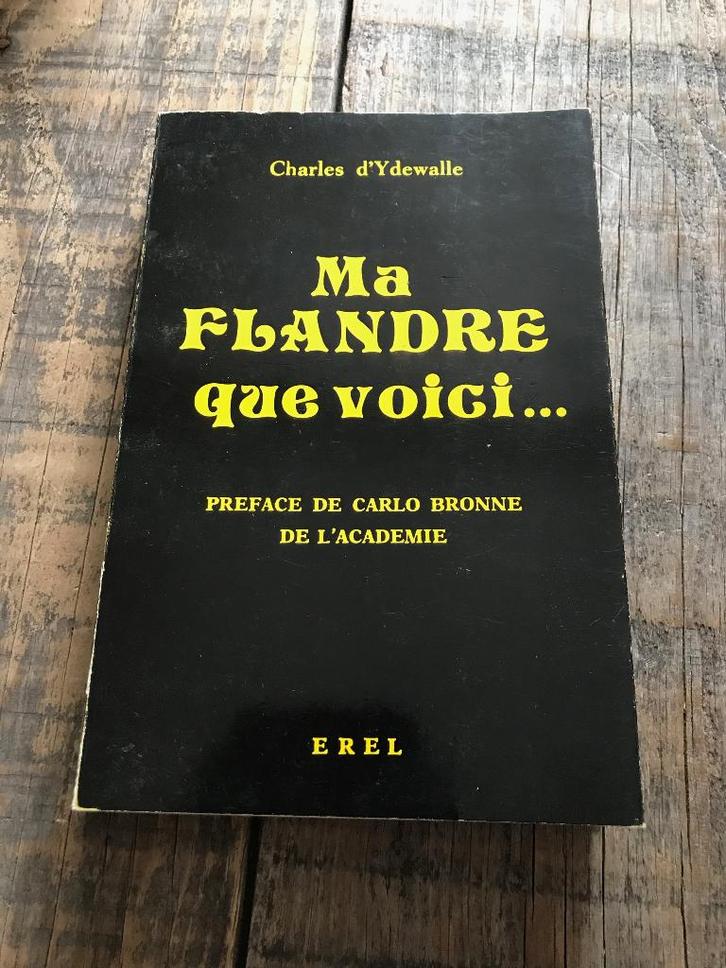 Charles d'Ydewalle
Ma
FLANDRE
que voici...
PREFACE DE CARLO BRONNE
DE L'ACADEMIE
EREL